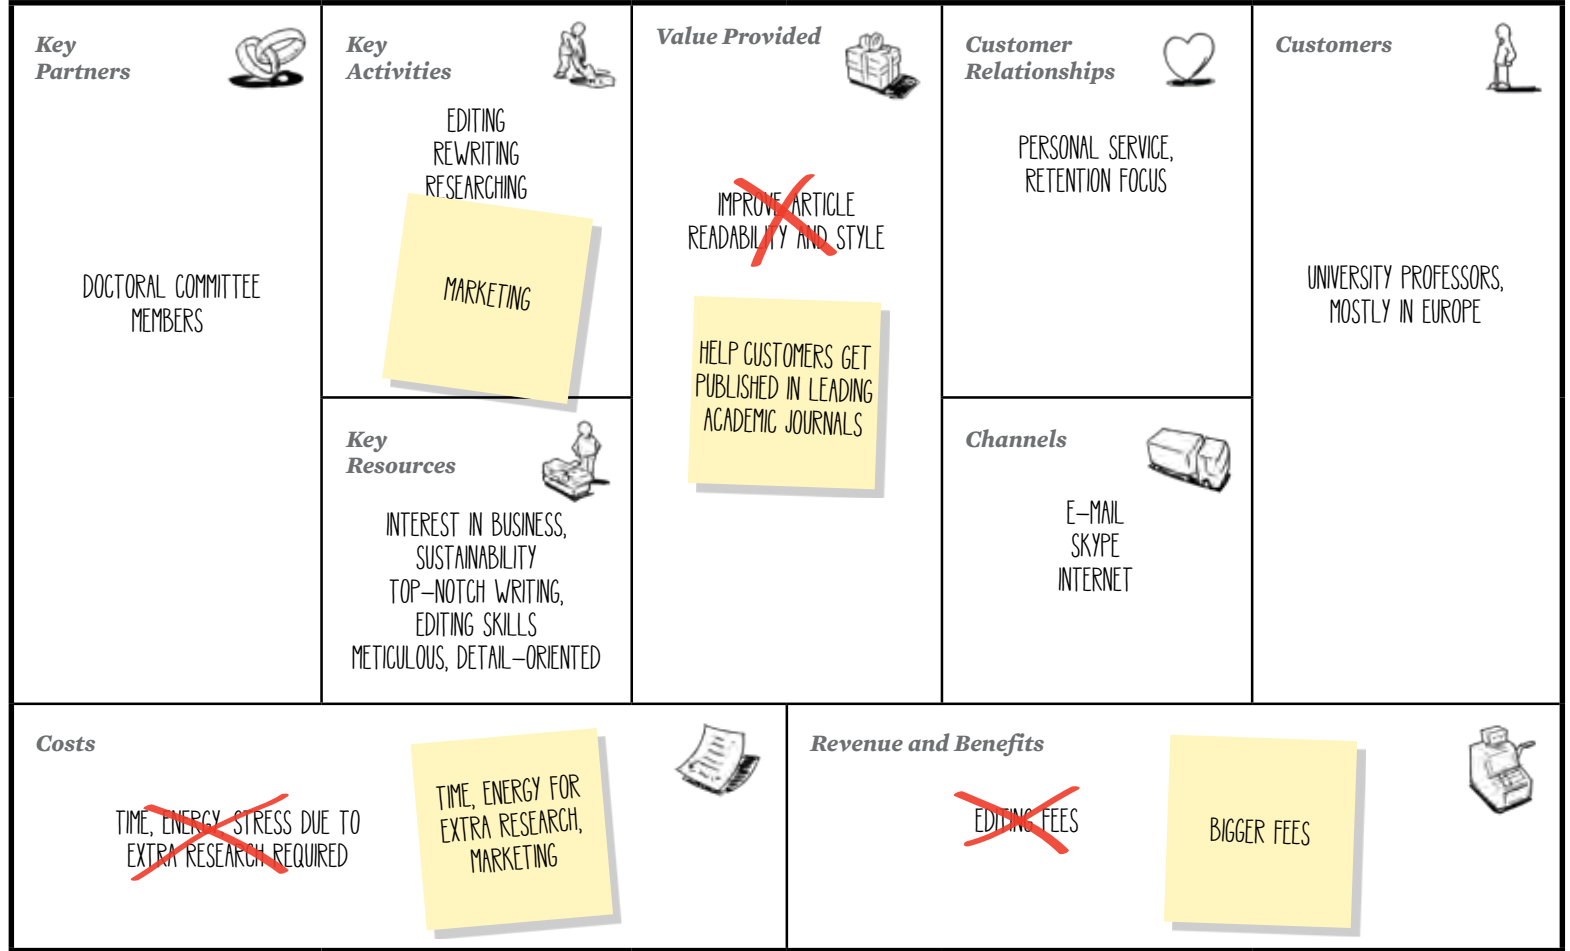 Key
Partners
DOCTORAL COMMITTEE
MEMBERS
Key
Activities
EDITING
REWRITING
RESEARCHING
MARKETING
Key
Resources
INTEREST IN BUSINESS,
SUSTAINABILITY
TOP–NOTCH WRITING,
EDITING SKILLS
METICULOUS, DETAIL–ORIENTED
Value Provided
IMPROVE ARTICLE
READABILITY AND STYLE
HELP CUSTOMERS GET
PUBLISHED IN LEADING
ACADEMIC JOURNALS
Customer
Relationships
PERSONAL SERVICE,
RETENTION FOCUS
Channels
E–MAIL
SKYPE
INTERNET
Customers
UNIVERSITY PROFESSORS,
MOSTLY IN EUROPE
Costs
TIME, ENERGY, STRESS DUE TO
EXTRA RESEARCH REQUIRED
TIME, ENERGY FOR
EXTRA RESEARCH,
MARKETING
Revenue and Benefits
EDITING FEES
BIGGER FEES